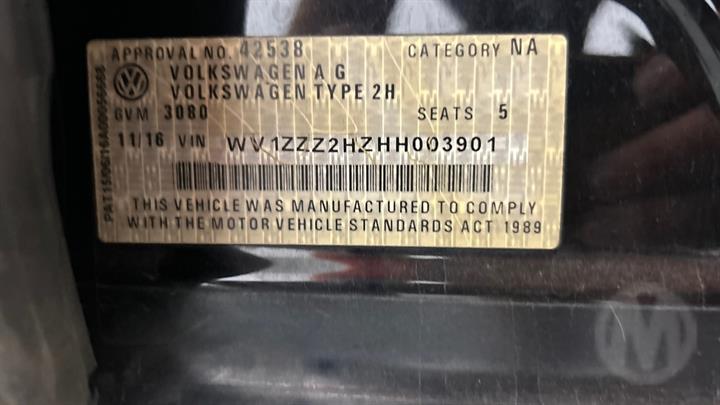 APPROVAL NO. 42538 CATEGORY NA
VOLKSWAGEN A G
VOLKSWAGEN TYPE 2H
GVM 3080 SEATS 5
11/16 VIN WV1ZZZ2HZHH003901
THIS VEHICLE WAS MANUFACTURED TO COMPLY
WITH THE MOTOR VEHICLE STANDARDS ACT 1989
M